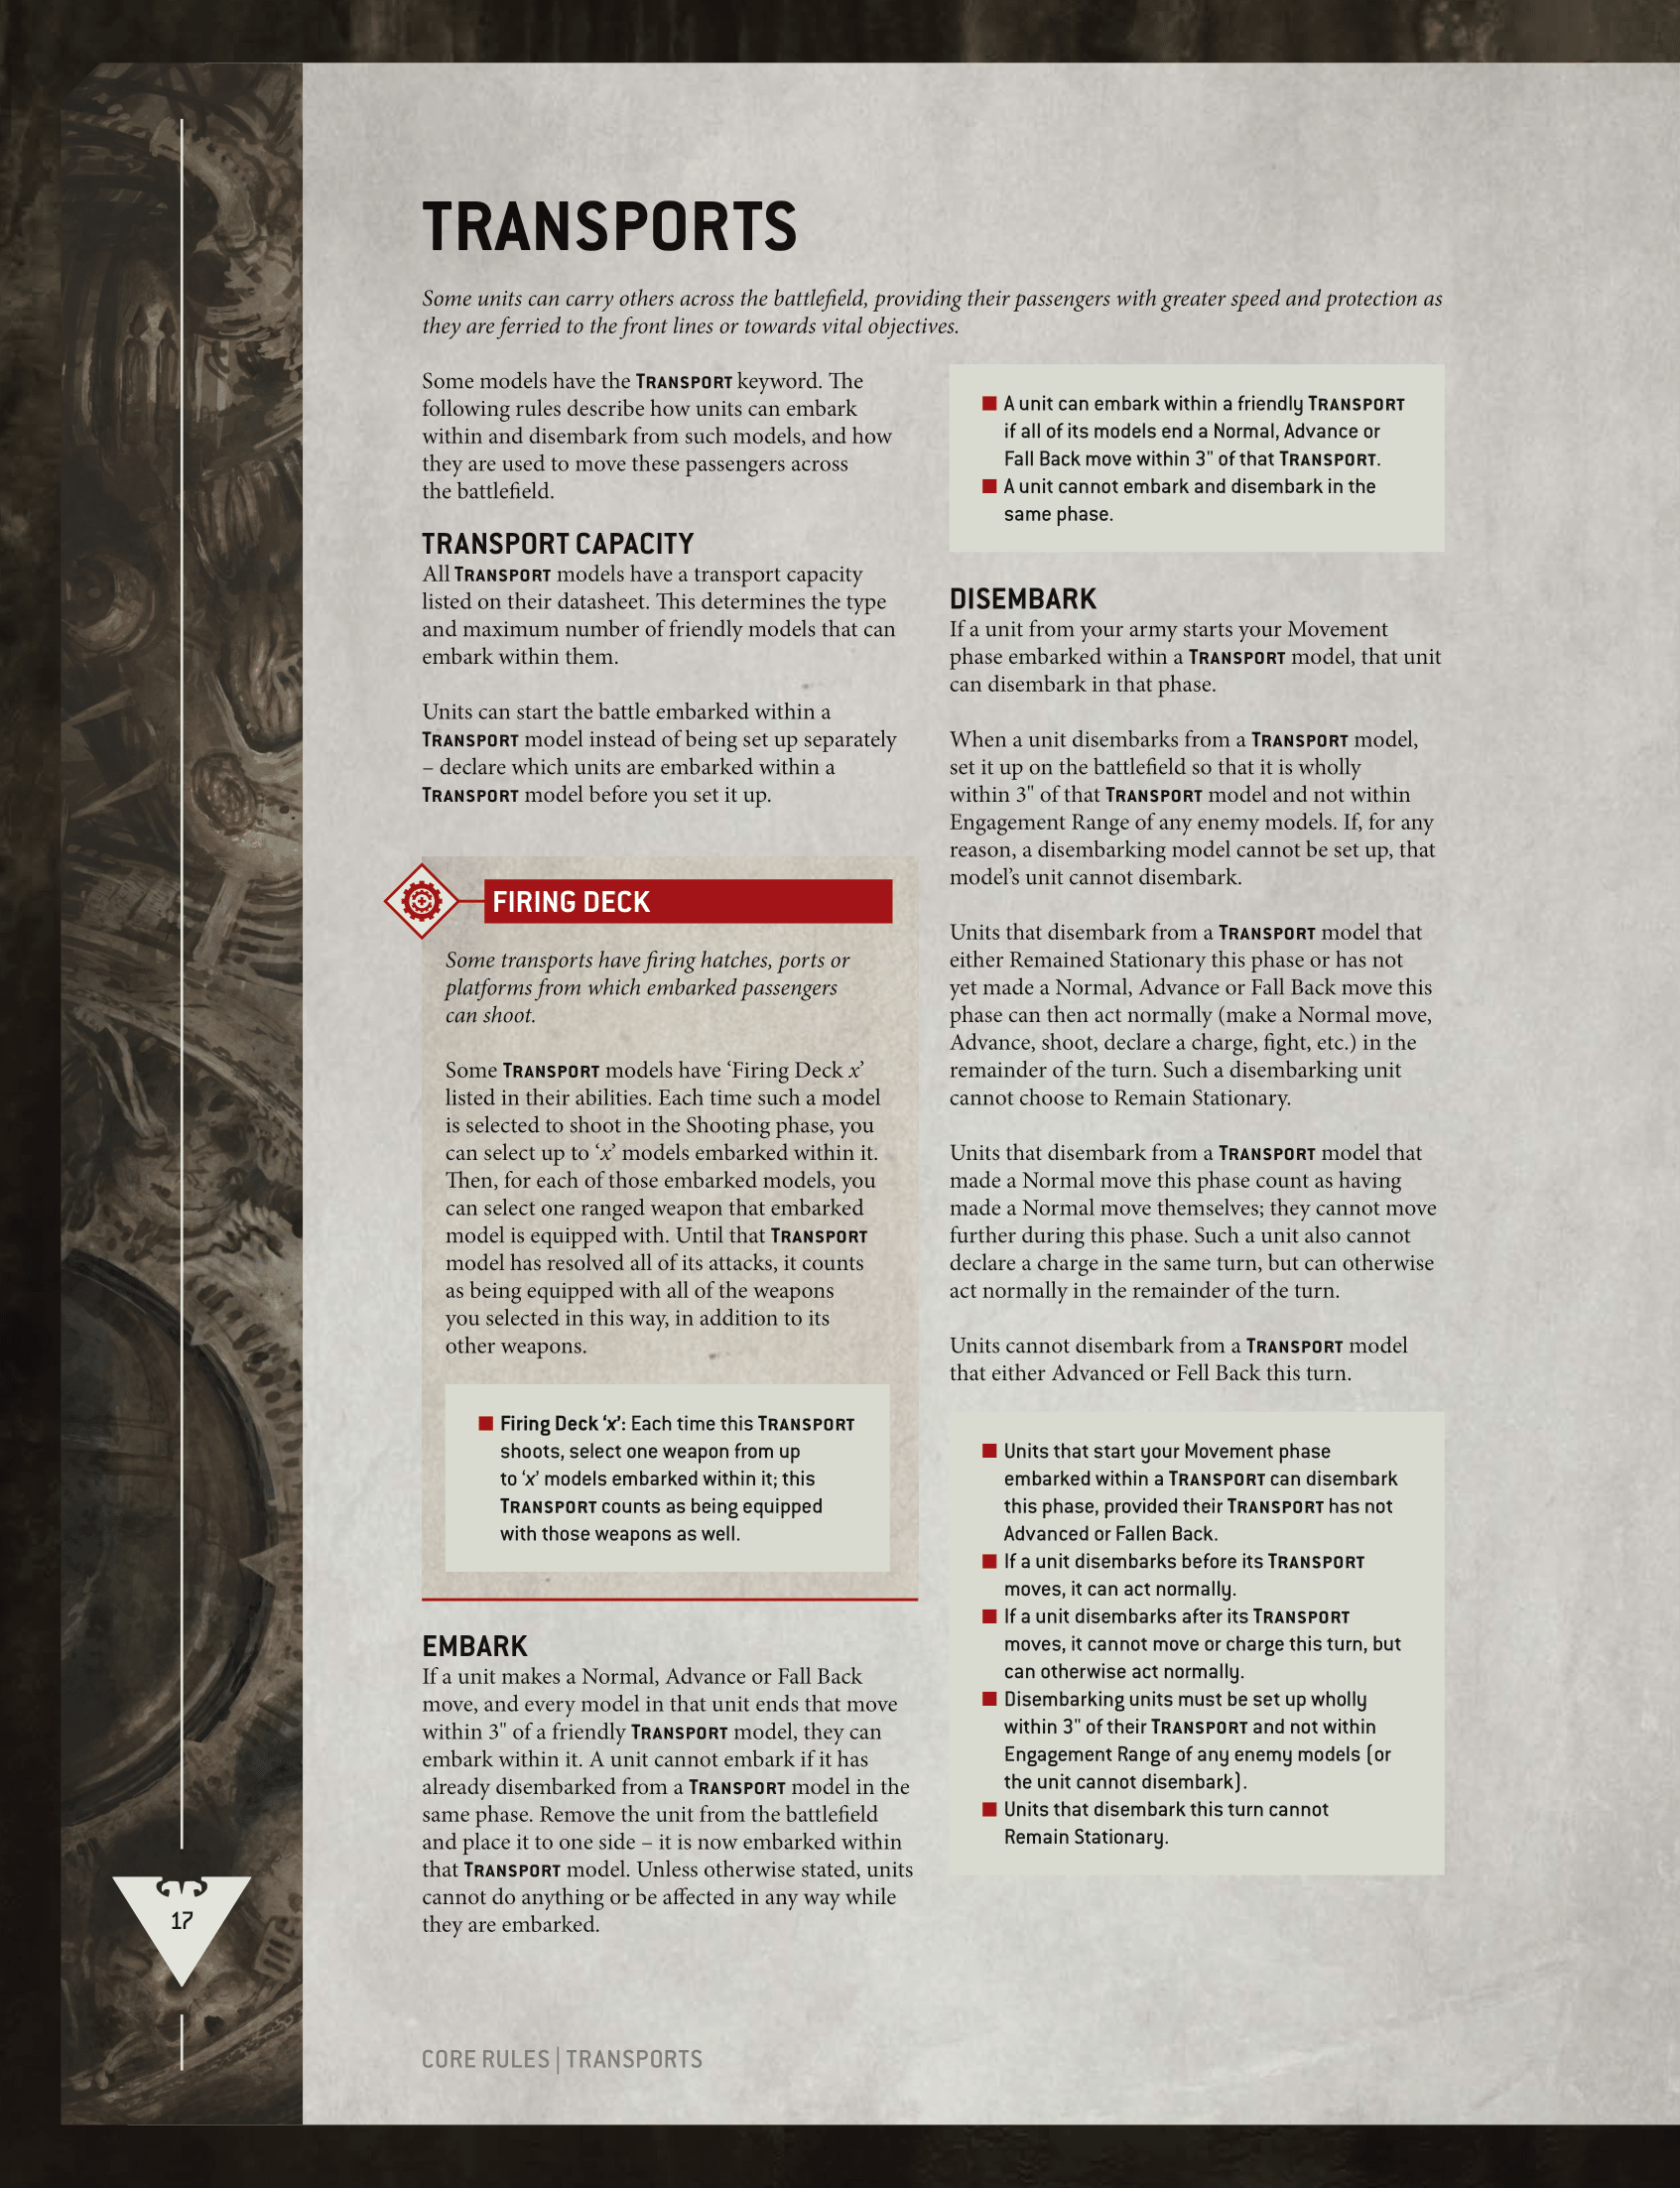 TRANSPORTS
Some units can carry others across the battlefield, providing their passengers with greater speed and protection as
they are ferried to the front lines or towards vital objectives.
Some models have the TRANSPORT keyword. The
following rules describe how units can embark
within and disembark from such models, and how
they are used to move these passengers across
the battlefield.
TRANSPORT CAPACITY
All TRANSPORT models have a transport capacity
listed on their datasheet. This determines the type
and maximum number of friendly models that can
embark within them.
Units can start the battle embarked within a
TRANSPORT model instead of being set up separately
– declare which units are embarked within a
TRANSPORT model before you set it up.
FIRING DECK
Some transports have firing hatches, ports or
platforms from which embarked passengers
can shoot.
Some TRANSPORT models have ‘Firing Deck x’
listed in their abilities. Each time such a model
is selected to shoot in the Shooting phase, you
can select up to ‘x’ models embarked within it.
Then, for each of those embarked models, you
can select one ranged weapon that embarked
model is equipped with. Until that TRANSPORT
model has resolved all of its attacks, it counts
as being equipped with all of the weapons
you selected in this way, in addition to its
other weapons.
■ Firing Deck ‘x’: Each time this TRANSPORT
shoots, select one weapon from up
to ‘x’ models embarked within it; this
TRANSPORT counts as being equipped
with those weapons as well.
EMBARK
If a unit makes a Normal, Advance or Fall Back
move, and every model in that unit ends that move
within 3" of a friendly TRANSPORT model, they can
embark within it. A unit cannot embark if it has
already disembarked from a TRANSPORT model in the
same phase. Remove the unit from the battlefield
and place it to one side – it is now embarked within
that TRANSPORT model. Unless otherwise stated, units
cannot do anything or be affected in any way while
they are embarked.
■ A unit can embark within a friendly TRANSPORT
if all of its models end a Normal, Advance or
Fall Back move within 3" of that TRANSPORT.
■ A unit cannot embark and disembark in the
same phase.
DISEMBARK
If a unit from your army starts your Movement
phase embarked within a TRANSPORT model, that unit
can disembark in that phase.
When a unit disembarks from a TRANSPORT model,
set it up on the battlefield so that it is wholly
within 3" of that TRANSPORT model and not within
Engagement Range of any enemy models. If, for any
reason, a disembarking model cannot be set up, that
model’s unit cannot disembark.
Units that disembark from a TRANSPORT model that
either Remained Stationary this phase or has not
yet made a Normal, Advance or Fall Back move this
phase can then act normally (make a Normal move,
Advance, shoot, declare a charge, fight, etc.) in the
remainder of the turn. Such a disembarking unit
cannot choose to Remain Stationary.
Units that disembark from a TRANSPORT model that
made a Normal move this phase count as having
made a Normal move themselves; they cannot move
further during this phase. Such a unit also cannot
declare a charge in the same turn, but can otherwise
act normally in the remainder of the turn.
Units cannot disembark from a TRANSPORT model
that either Advanced or Fell Back this turn.
■ Units that start your Movement phase
embarked within a TRANSPORT can disembark
this phase, provided their TRANSPORT has not
Advanced or Fallen Back.
■ If a unit disembarks before its TRANSPORT
moves, it can act normally.
■ If a unit disembarks after its TRANSPORT
moves, it cannot move or charge this turn, but
can otherwise act normally.
■ Disembarking units must be set up wholly
within 3" of their TRANSPORT and not within
Engagement Range of any enemy models (or
the unit cannot disembark).
■ Units that disembark this turn cannot
Remain Stationary.
17
CORE RULES | TRANSPORTS